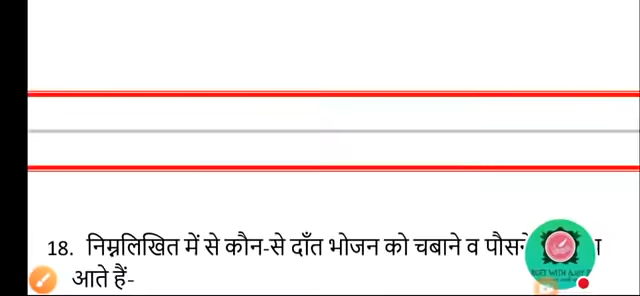 18. निम्नलिखित में से कौन-से दाँत भोजन को चबाने व पौसने
आते हैं-